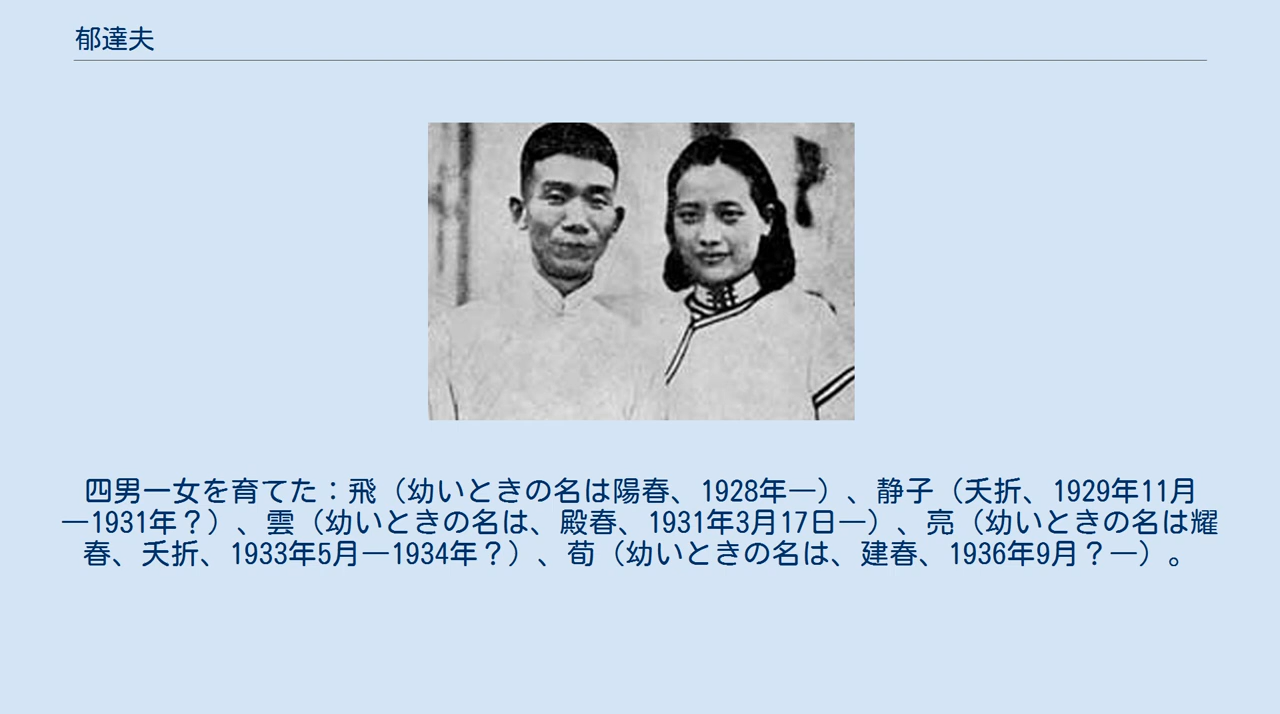 郁達夫
四男一女を育てた：飛（幼いときの名は陽春、1928年—）、静子（夭折、1929年11月
—1931年？）、雲（幼いときの名は、殿春、1931年3月17日—）、亮（幼いときの名は耀
春、夭折、1933年5月—1934年？）、荀（幼いときの名は、建春、1936年9月？—）。